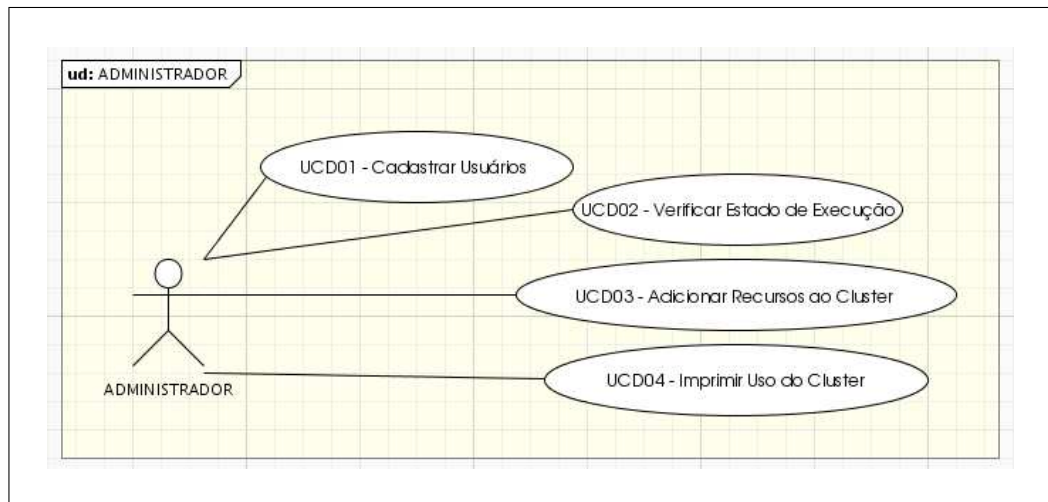 ud: ADMINISTRADOR
UCD01 - Cadastrar Usuários
UCD02 - Verificar Estado de Execução
UCD03 - Adicionar Recursos ao Cluster
UCD04 - Imprimir Uso do Cluster
ADMINISTRADOR